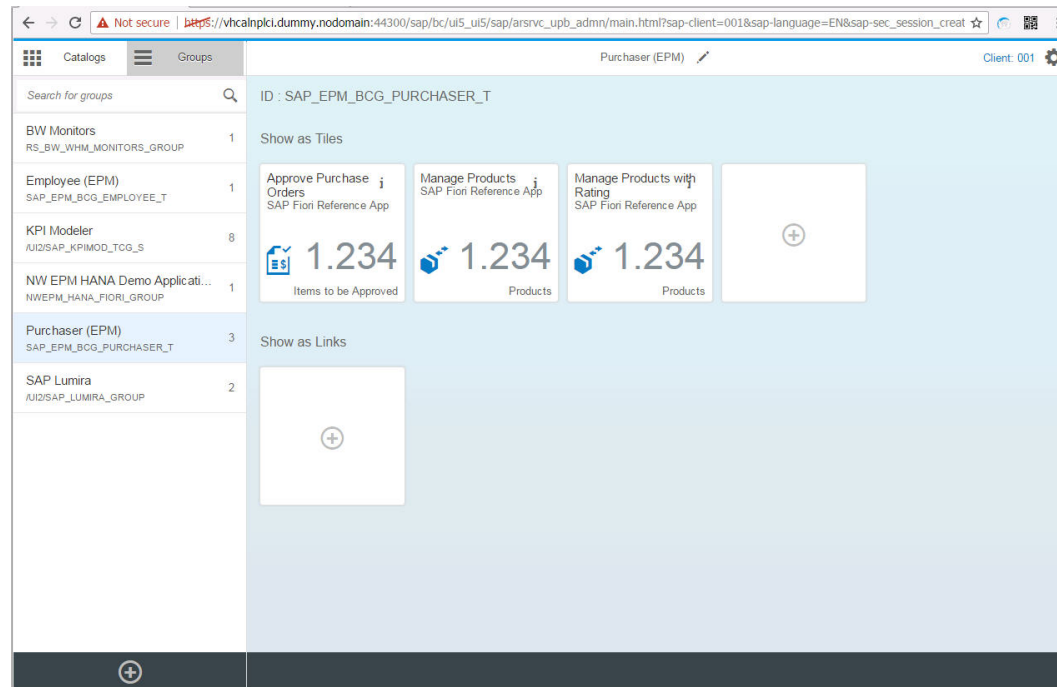 Not secure | https://vhcalnplci.dummy.nodomain:44300/sap/bc/ui5_ui5/sap/arsrvc_upb_admn/main.html?sap-client=001&sap-language=EN&sap-sec_session_creat
Catalogs
Groups
Purchaser (EPM)
Client: 001
Search for groups
BW Monitors
RS_BW_WHM_MONITORS_GROUP
1
Employee (EPM)
SAP_EPM_BCG_EMPLOYEE_T
1
KPI Modeler
/UI2/SAP_KPIMOD_TCG_S
8
NW EPM HANA Demo Applicati...
NWEPM_HANA_FIORI_GROUP
1
Purchaser (EPM)
SAP_EPM_BCG_PURCHASER_T
3
SAP Lumira
/UI2/SAP_LUMIRA_GROUP
2
ID : SAP_EPM_BCG_PURCHASER_T
Show as Tiles
Approve Purchase
Orders
SAP Fiori Reference App
1.234
Items to be Approved
Manage Products
SAP Fiori Reference App
1.234
Products
Manage Products with
Rating
SAP Fiori Reference App
1.234
Products
Show as Links